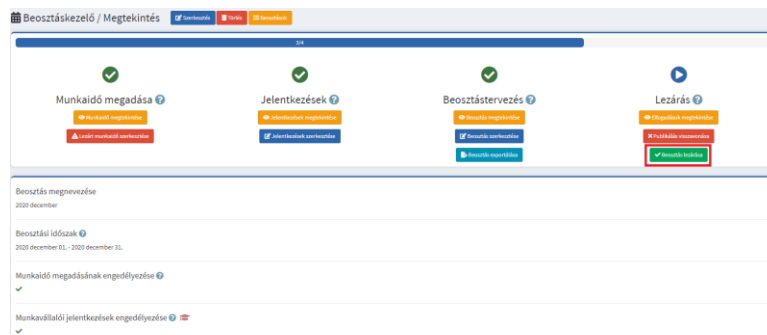 Beosztáskezelő / Megtekintés Szerkesztés Törlés Beosztások
3/4
Munkaidő megadása Jelentkezések Beosztástervezés Lezárás
Munkaidő megtekintése Jelentkezések megtekintése Beosztás megtekintése Elfogadások megtekintése
Lezárt munkaidő szerkesztése Jelentkezések szerkesztése Beosztás szerkesztése Publikálás visszavonása
Beosztás exportálása Beosztás lezárása
Beosztás megnevezése
2020 december
Beosztási időszak
2020 december 01. - 2020 december 31.
Munkaidő megadásának engedélyezése
Munkavállalói jelentkezések engedélyezése